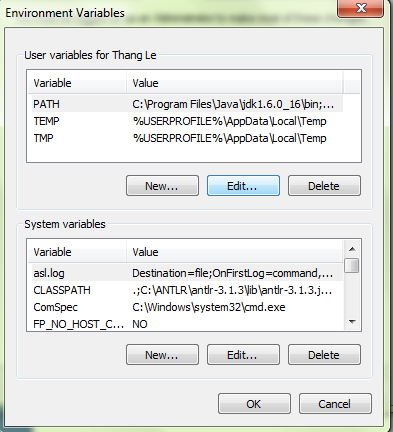 Environment Variables
User variables for Thang Le
Variable Value
PATH C:\Program Files\Java\jdk1.6.0_16\bin;...
TEMP %USERPROFILE%\AppData\Local\Temp
TMP %USERPROFILE%\AppData\Local\Temp
New... Edit... Delete
System variables
Variable Value
asl.log Destination=file;OnFirstLog=command,...
CLASSPATH .;C:\ANTLR\antlr-3.1.3\lib\antlr-3.1.3.j...
ComSpec C:\Windows\system32\cmd.exe
FP_NO_HOST_C... NO
New... Edit... Delete
OK Cancel